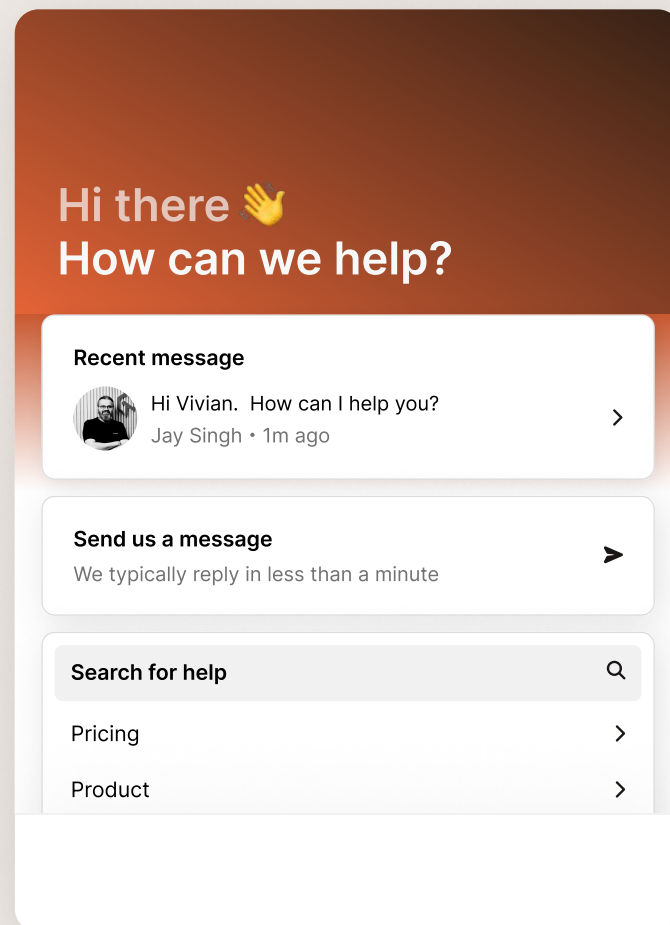 Hi there 👋
How can we help?
Recent message
Hi Vivian.  How can I help you?
Jay Singh • 1m ago
Send us a message
We typically reply in less than a minute
Search for help
Pricing
Product